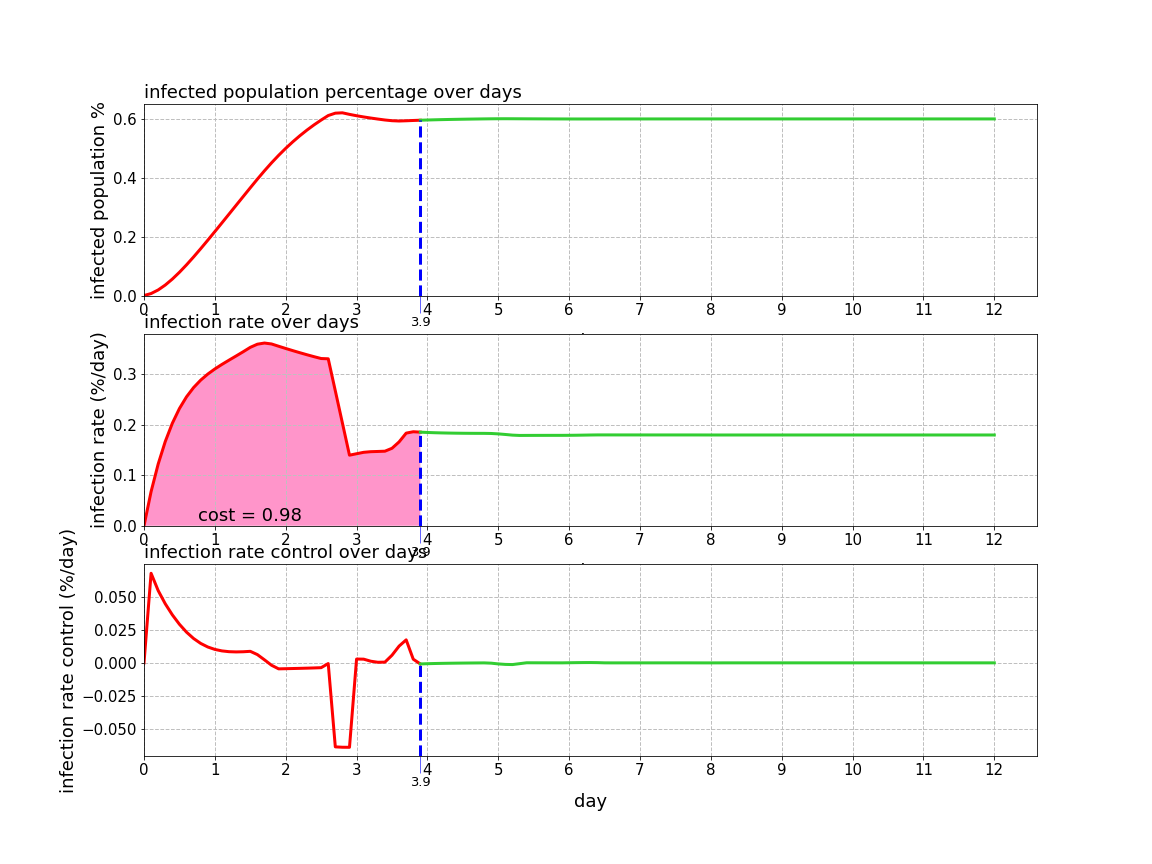 infected population percentage over days
infected population %
0.6
0.4
0.2
0.0
0 1 2 3 4 5 6 7 8 9 10 11 12
3.9
infection rate over days
infection rate (%/day)
0.3
0.2
0.1
0.0
cost = 0.98
0 1 2 3 4 5 6 7 8 9 10 11 12
3.9
infection rate control over days
infection rate control (%/day)
0.050
0.025
0.000
−0.025
−0.050
0 1 2 3 4 5 6 7 8 9 10 11 12
3.9
day